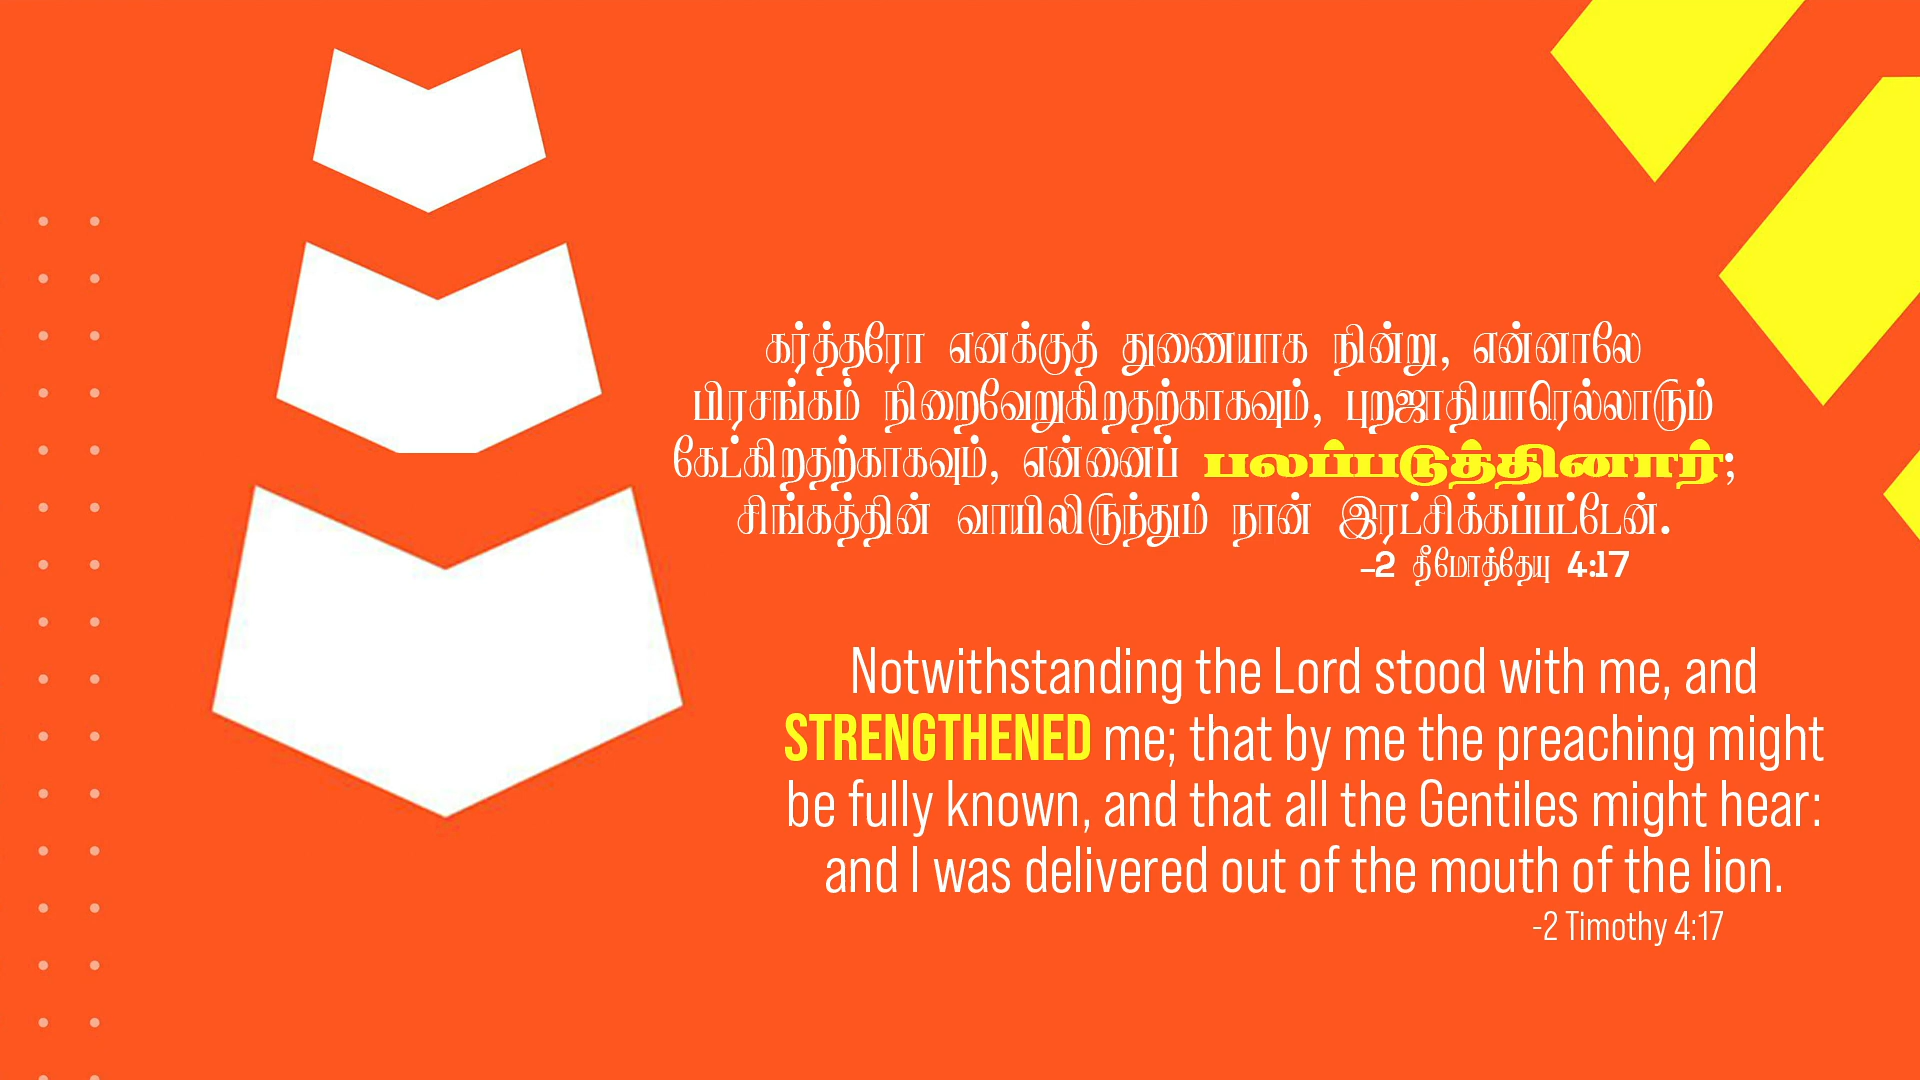 கர்த்தரோ எனக்குத் துணையாக நின்று, என்னாலே
பிரசங்கம் நிறைவேறுகிறதற்காகவும், புறஜாதியாரெல்லாரும்
கேட்கிறதற்காகவும், என்னைப் பலப்படுத்தினார்;
சிங்கத்தின் வாயிலிருந்தும் நான் இரட்சிக்கப்பட்டேன்.
-2 தீமோத்தேயு 4:17
Notwithstanding the Lord stood with me, and
STRENGTHENED me; that by me the preaching might
be fully known, and that all the Gentiles might hear:
and I was delivered out of the mouth of the lion.
-2 Timothy 4:17